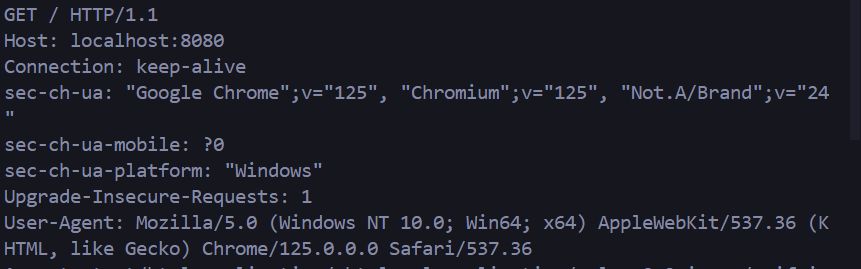 GET / HTTP/1.1
Host: localhost:8080
Connection: keep-alive
sec-ch-ua: "Google Chrome";v="125", "Chromium";v="125", "Not.A/Brand";v="24
"
sec-ch-ua-mobile: ?0
sec-ch-ua-platform: "Windows"
Upgrade-Insecure-Requests: 1
User-Agent: Mozilla/5.0 (Windows NT 10.0; Win64; x64) AppleWebKit/537.36 (K
HTML, like Gecko) Chrome/125.0.0.0 Safari/537.36